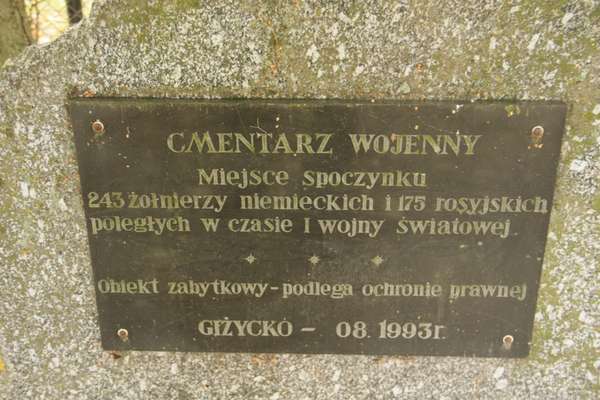 CMENTARZ WOJENNY
Miejsce spoczynku
243 żołnierzy niemieckich i 175 rosyjskich
poległych w czasie I wojny światowej
Obiekt zabytkowy - podlega ochronie prawnej
GIŻYCKO - 08. 1993 r.